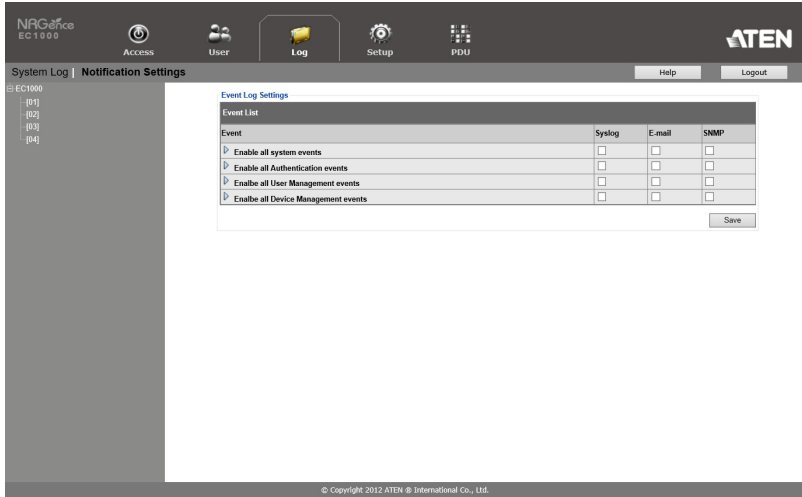 NRGence
EC1000
Access
User
Log
Setup
PDU
ATEN
System Log | Notification Settings
Help
Logout
EC1000
[01]
[02]
[03]
[04]
Event Log Settings
Event List
Event Syslog E-mail SNMP
Enable all system events
Enable all Authentication events
Enalbe all User Management events
Enalbe all Device Management events
Save
© Copyright 2012 ATEN ® International Co., Ltd.